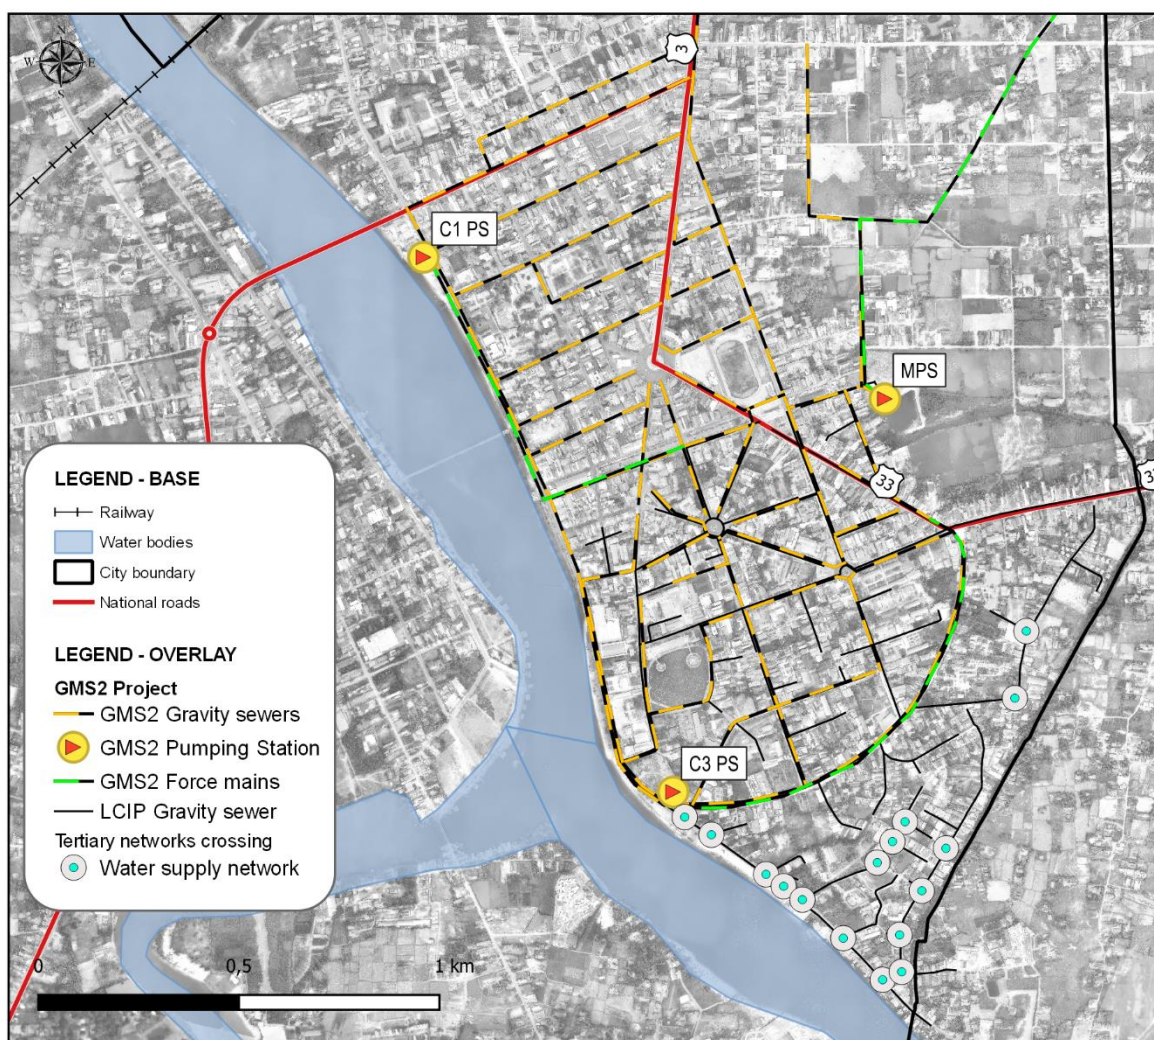 N
W
E
S
3
C1 PS
MPS
33
3
C3 PS
LEGEND - BASE
Railway
Water bodies
City boundary
National roads
LEGEND - OVERLAY
GMS2 Project
GMS2 Gravity sewers
GMS2 Pumping Station
GMS2 Force mains
LCIP Gravity sewer
Tertiary networks crossing
Water supply network
0
0,5
1 km